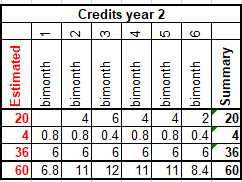 Credits year 2
Estimated 1 bimonth 2 bimonth 3 bimonth 4 bimonth 5 bimonth 6 bimonth Summary
20 4 6 4 4 2 20
4 0.8 0.8 0.4 0.8 0.8 0.4 4
36 6 6 6 6 6 6 36
60 6.8 11 12 11 11 8.4 60